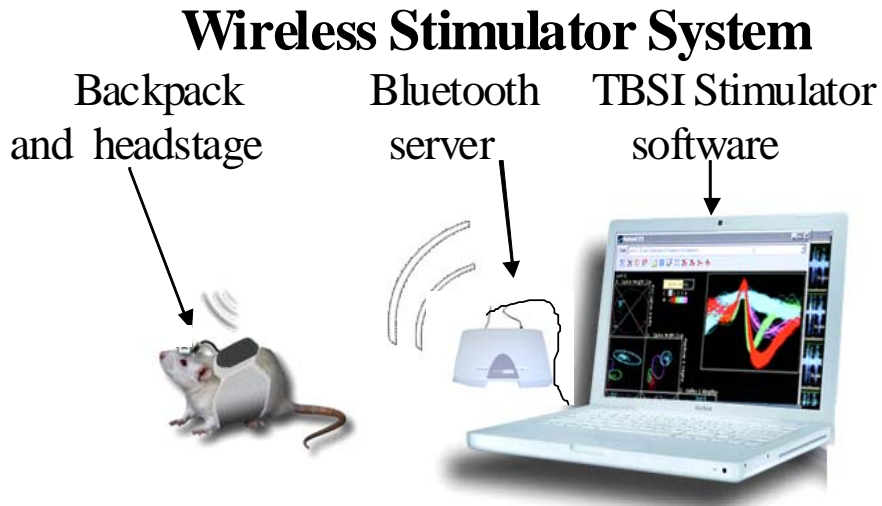 Wireless Stimulator System
Backpack
and headstage
Bluetooth
server
TBSI Stimulator
software